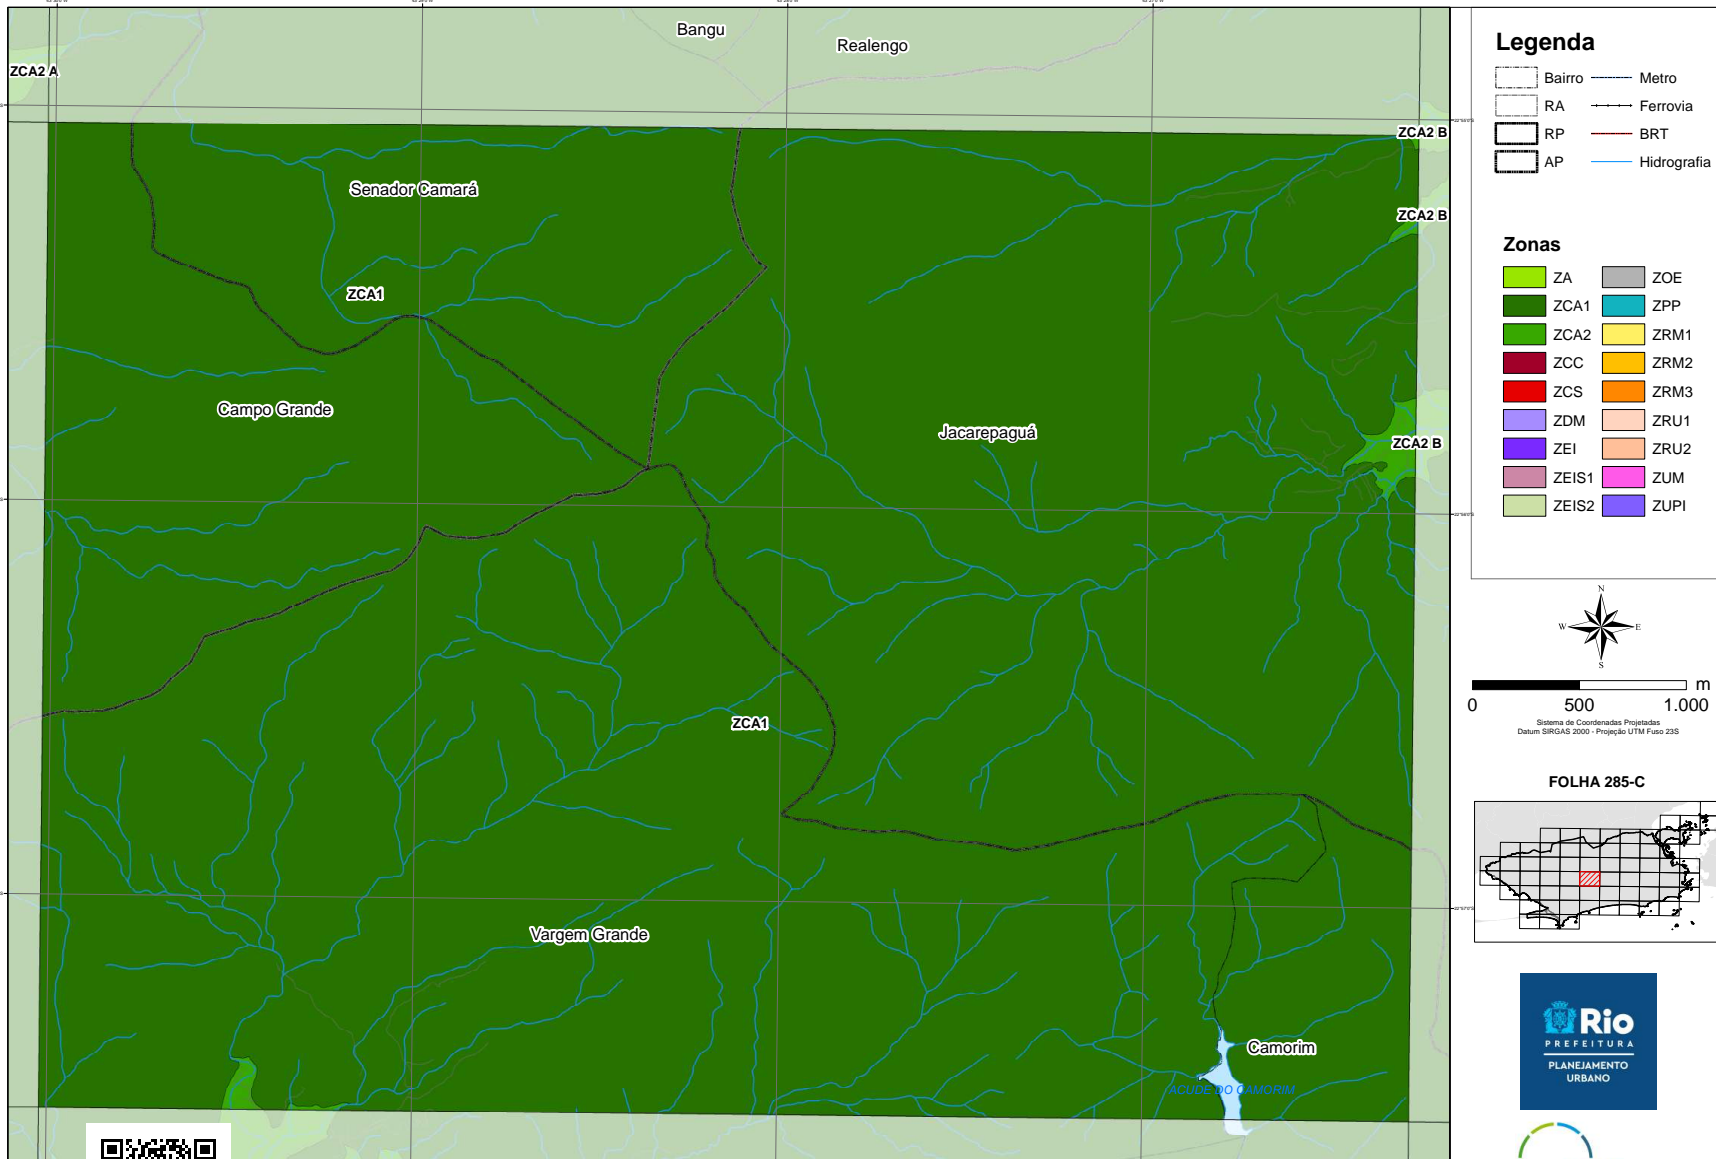 Bangu
Realengo
ZCA2 A
ZCA2 B
Senador Camará
ZCA2 B
ZCA1
Campo Grande
Jacarepaguá
ZCA2 B
ZCA1
Vargem Grande
Camorim
ACUDE DO CAMORIM
Legenda
Bairro Metro
RA Ferrovia
RP BRT
AP Hidrografia
Zonas
ZA ZOE
ZCA1 ZPP
ZCA2 ZRM1
ZCC ZRM2
ZCS ZRM3
ZDM ZRU1
ZEI ZRU2
ZEIS1 ZUM
ZEIS2 ZUPI
N
W E
S
m
0 500 1.000
Sistema de Coordenadas Projetadas
Datum SIRGAS 2000 - Projeção UTM Fuso 23S
FOLHA 285-C
Rio
PREFEITURA
PLANEJAMENTO
URBANO